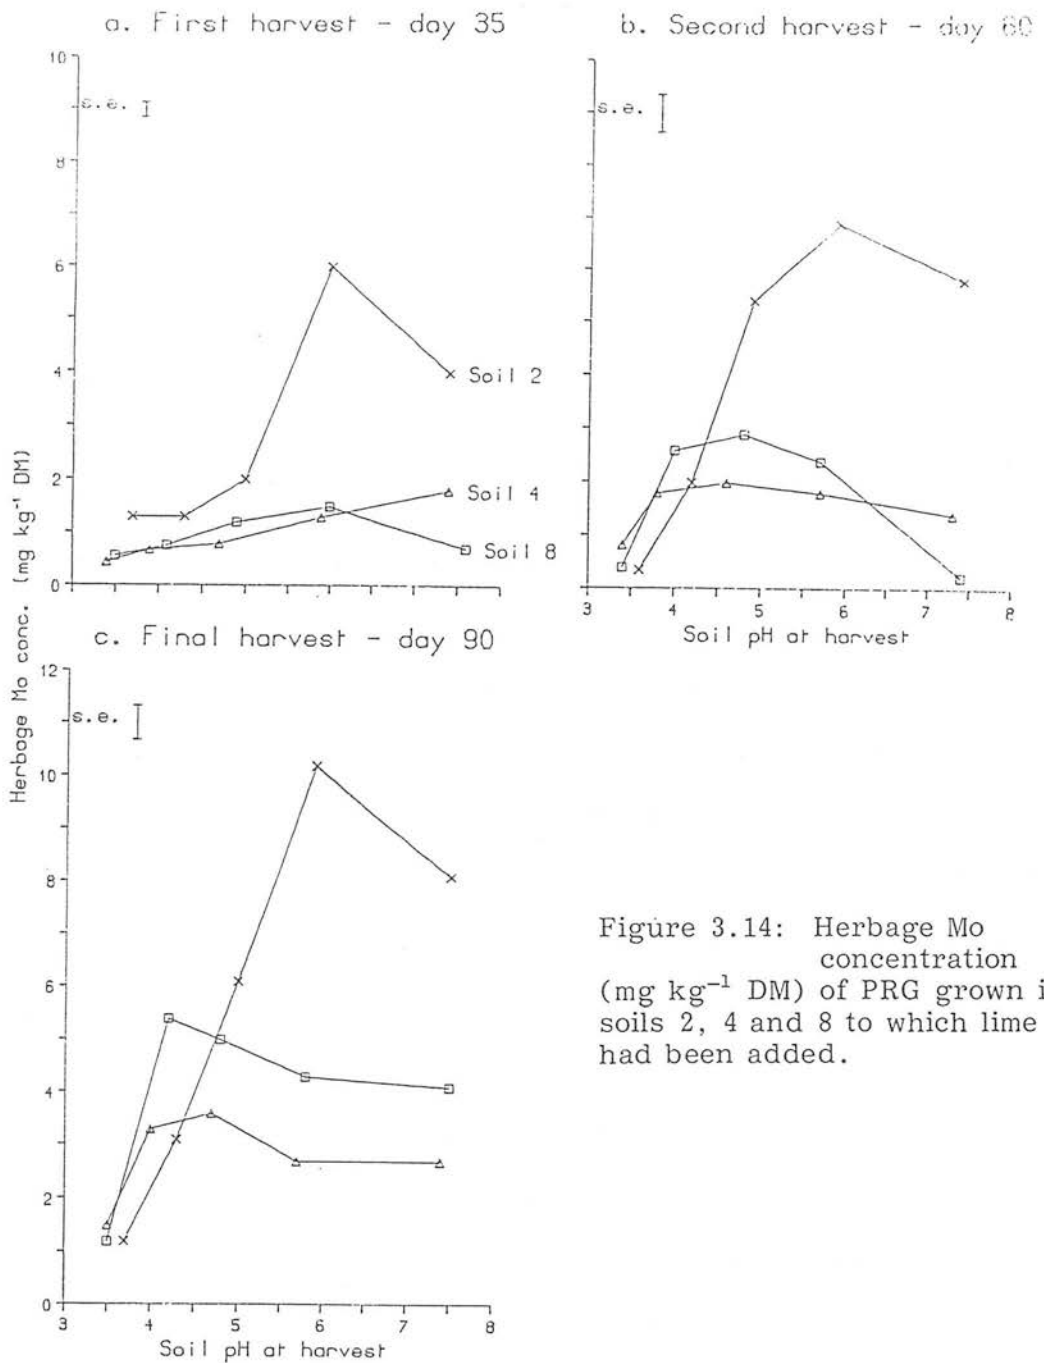 a. First harvest - day 35
b. Second harvest - day 60
10
s.e.
8
6
4
2
0
Soil 2
Soil 4
Soil 8
s.e.
3 4 5 6 7 8
Soil pH at harvest
Herbage Mo conc. (mg kg⁻¹ DM)
c. Final harvest - day 90
12
s.e.
10
8
6
4
2
0
3 4 5 6 7 8
Soil pH at harvest
Figure 3.14: Herbage Mo
concentration
(mg kg⁻¹ DM) of PRG grown i
soils 2, 4 and 8 to which lime
had been added.